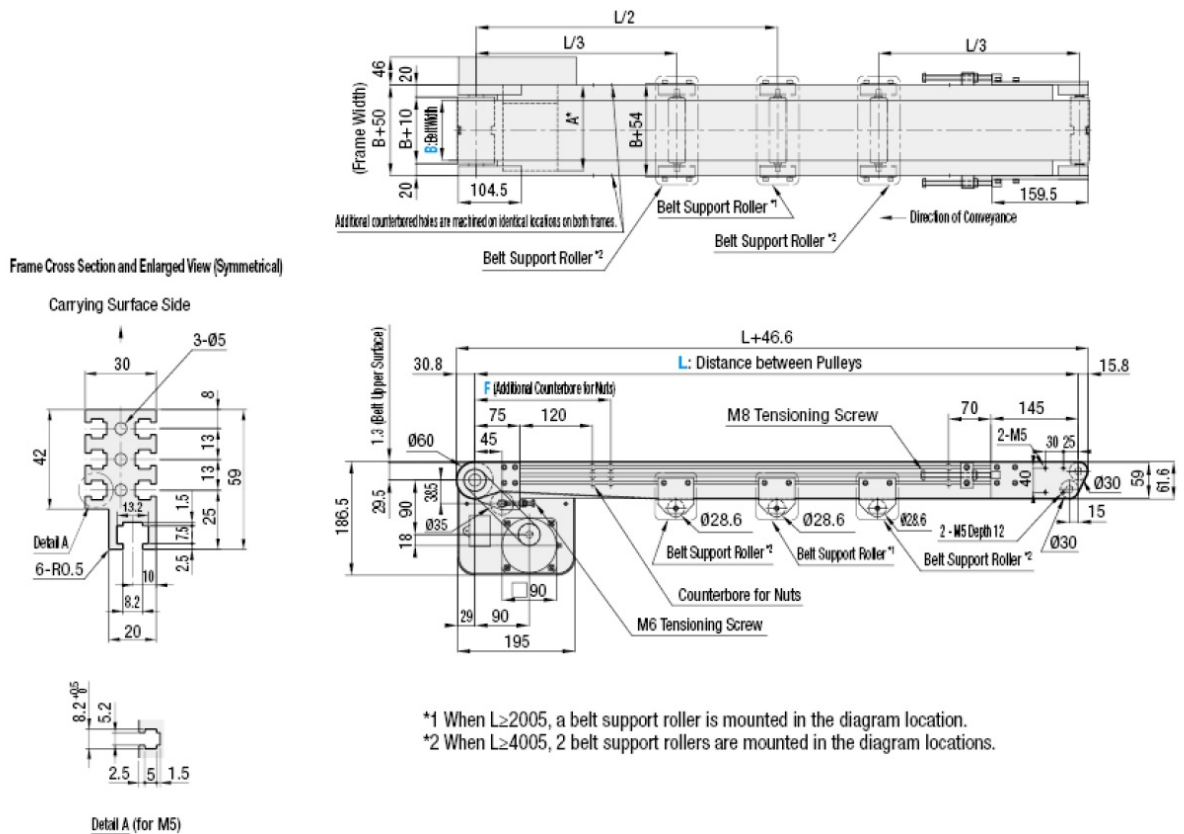 L/2
L/3
L/3
46
20
(Frame Width)
B+50
B+10
B:Belt Width
A*
B+54
20
104.5
159.5
Belt Support Roller *1
Direction of Conveyance
Additional counterbored holes are machined on identical locations on both frames.
Belt Support Roller *2
Belt Support Roller *2
Frame Cross Section and Enlarged View (Symmetrical)
Carrying Surface Side
3-Ø5
30
8
42
13
13
59
1.5
13.2
7.5
25
2.5
Detail A
6-R0.5
10
8.2
20
8.2 +0.5 0
5.2
2.5
5
1.5
Detail A (for M5)
L+46.6
1.3 (Belt Upper Surface)
30.8
L: Distance between Pulleys
15.8
F (Additional Counterbore for Nuts)
75
120
M8 Tensioning Screw
70
145
45
2-M5
30
25
Ø60
186.5
29.5
38.5
90
40
59
61.6
Ø30
Ø35
18
Ø28.6
Ø28.6
Ø28.6
15
2 - M5 Depth 12
Ø30
Belt Support Roller *2
Belt Support Roller *1
Belt Support Roller *2
□90
Counterbore for Nuts
29
90
M6 Tensioning Screw
195
*1 When L≥2005, a belt support roller is mounted in the diagram location.
*2 When L≥4005, 2 belt support rollers are mounted in the diagram locations.